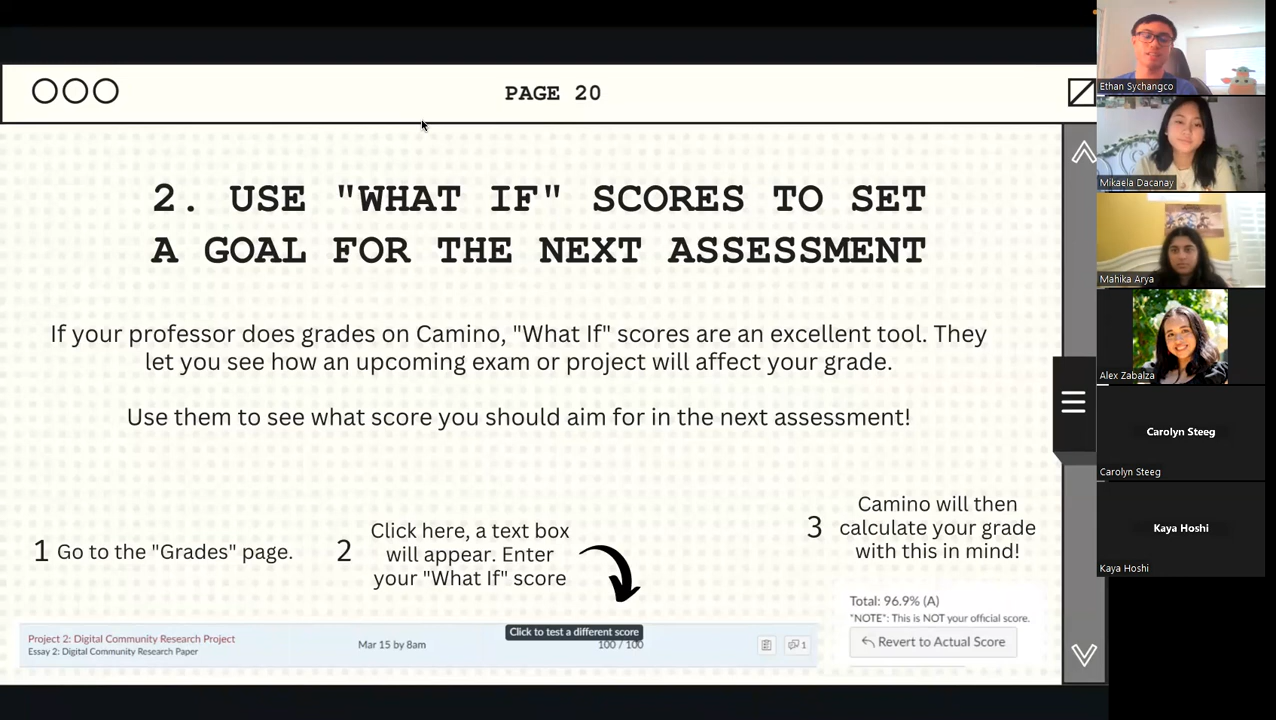 PAGE 20
2. USE "WHAT IF" SCORES TO SET
A GOAL FOR THE NEXT ASSESSMENT
If your professor does grades on Camino, "What If" scores are an excellent tool. They
let you see how an upcoming exam or project will affect your grade.
Use them to see what score you should aim for in the next assessment!
1 Go to the "Grades" page.
2 Click here, a text box
will appear. Enter
your "What If" score
3 Camino will then
calculate your grade
with this in mind!
Project 2: Digital Community Research Project
Essay 2: Digital Community Research Paper
Mar 15 by 8am
Click to test a different score
100 / 100
1
Total: 96.9% (A)
*NOTE*: This is NOT your official score.
Revert to Actual Score
Ethan Sychangco
Mikaela Dacanay
Mahika Arya
Alex Zabalza
Carolyn Steeg
Carolyn Steeg
Kaya Hoshi
Kaya Hoshi